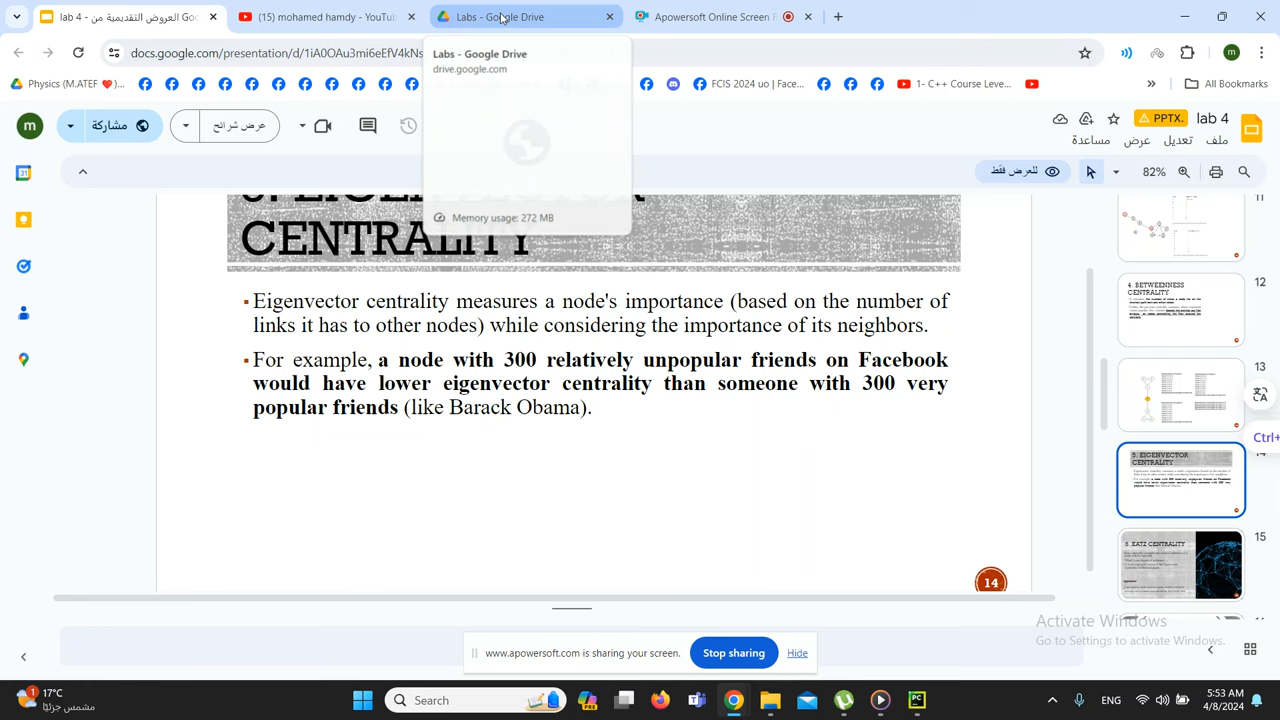 lab 4 - العروض التقديمية من Goo
(15) mohamed hamdy - YouTube
Labs - Google Drive
Apowersoft Online Screen R
docs.google.com/presentation/d/1iA0OAu3mi6eEfV4kNs
Labs - Google Drive
drive.google.com
Memory usage: 272 MB
Physics (M.ATEF ❤️)...
FCIS 2024 uo | Face...
1- C++ Course Leve...
All Bookmarks
m
مشاركة
عرض شرائح
PPTX.
lab 4
ملف
تعديل
عرض
مساعدة
للعرض فقط
82%
CENTRALITY
▪ Eigenvector centrality measures a node's importance (based on the number of
links it has to other nodes) while considering the importance of its neighbors.
▪ For example, a node with 300 relatively unpopular friends on Facebook
would have lower eigenvector centrality than someone with 300 very
popular friends (like Barack Obama).
14
11
12
4. BETWEENNESS
CENTRALITY
13
14
5. EIGENVECTOR
CENTRALITY
15
6. KATZ CENTRALITY
Ctrl+
Activate Windows
Go to Settings to activate Windows.
www.apowersoft.com is sharing your screen.
Stop sharing
Hide
1
17°C
مشمس جزئيًا
Search
PRE
PC
ENG
5:53 AM
4/8/2024